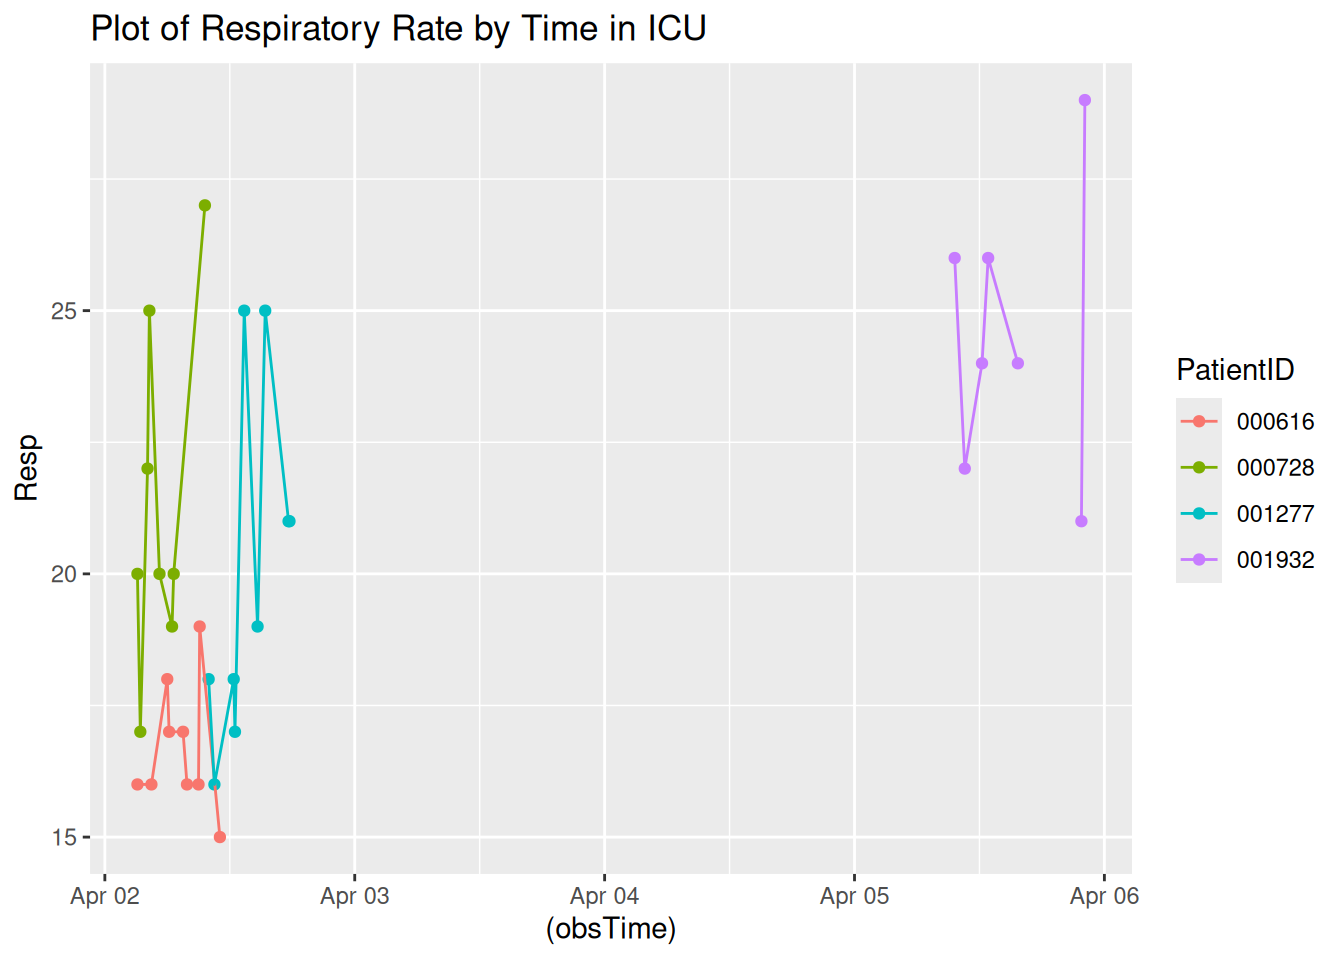 Plot of Respiratory Rate by Time in ICU
Resp
25
20
15
Apr 02
Apr 03
Apr 04
Apr 05
Apr 06
(obsTime)
PatientID
000616
000728
001277
001932